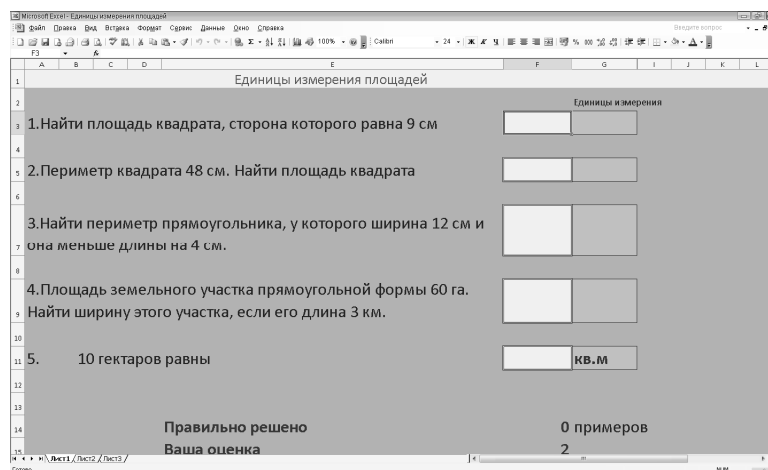 Microsoft Excel - Единицы измерения площадей
Файл Правка Вид Вставка Формат Сервис Данные Окно Справка Введите вопрос
100% Calibri 24 Ж К Ч
F3 fx
A B C D E F G I J K L
1 Единицы измерения площадей
2 Единицы измерения
3 1.Найти площадь квадрата, сторона которого равна 9 см
4
5 2.Периметр квадрата 48 см. Найти площадь квадрата
6
3.Найти периметр прямоугольника, у которого ширина 12 см и
7 она меньше длины на 4 см.
8
4.Площадь земельного участка прямоугольной формы 60 га.
9 Найти ширину этого участка, если его длина 3 км.
10
11 5. 10 гектаров равны кв.м
12
13
14 Правильно решено 0 примеров
15 Ваша оценка 2
Лист1 Лист2 Лист3
Готово NUM